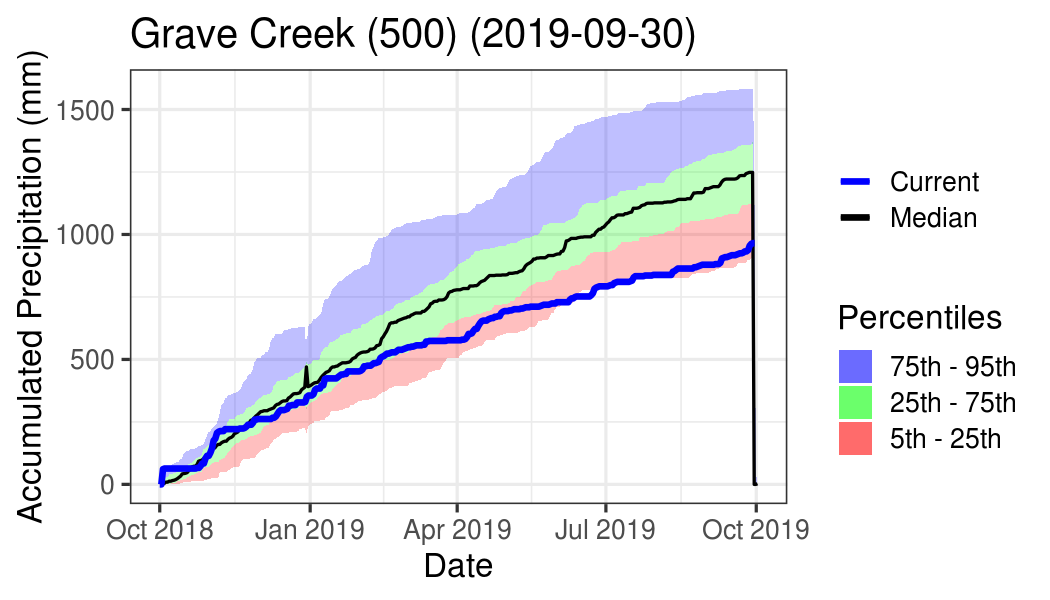 Grave Creek (500) (2019-09-30)
Accumulated Precipitation (mm)
1500
1000
500
0
Oct 2018
Jan 2019
Apr 2019
Jul 2019
Oct 2019
Date
Current
Median
Percentiles
75th - 95th
25th - 75th
5th - 25th